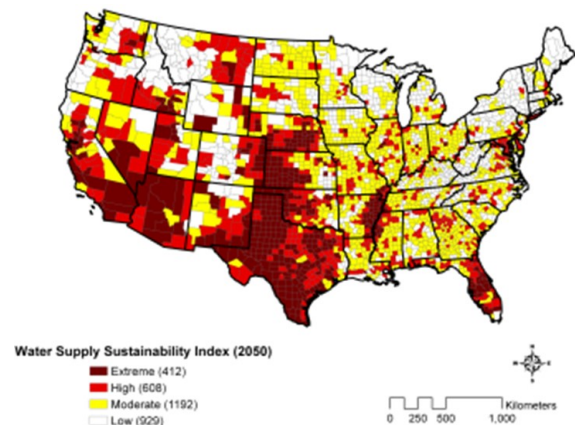 Water Supply Sustainability Index (2050)
Extreme (412)
High (608)
Moderate (1192)
Low (929)
N
W E
S
Kilometers
0 250 500 1,000